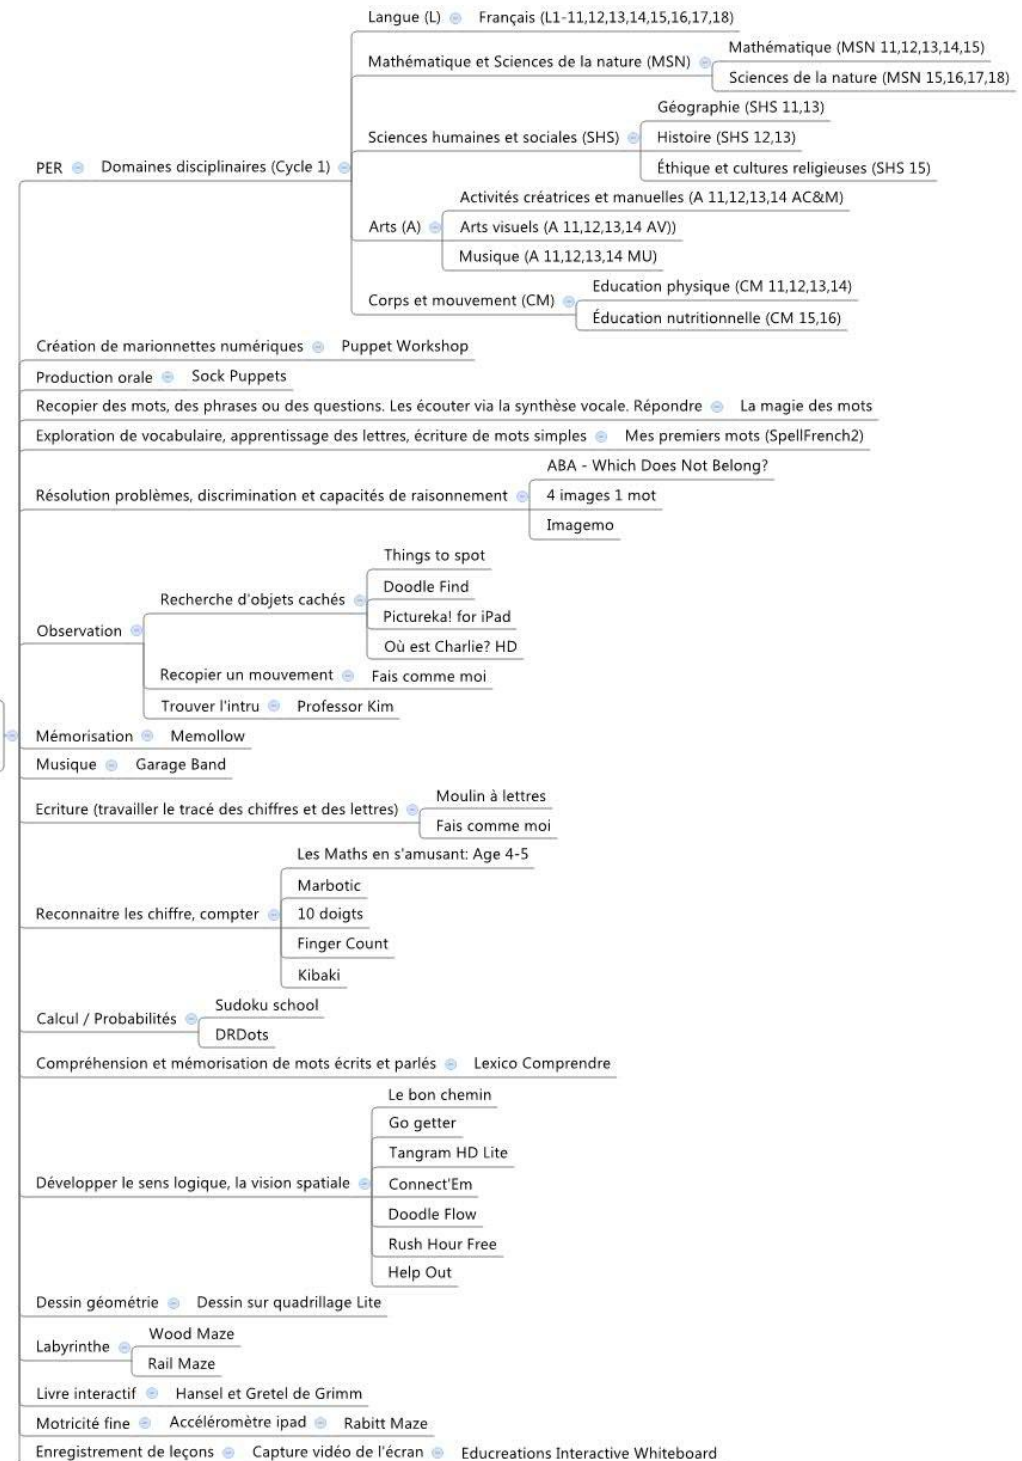 Langue (L) Français (L1-11,12,13,14,15,16,17,18)
Mathématique et Sciences de la nature (MSN)
Mathématique (MSN 11,12,13,14,15)
Sciences de la nature (MSN 15,16,17,18)
PER Domaines disciplinaires (Cycle 1)
Sciences humaines et sociales (SHS)
Géographie (SHS 11,13)
Histoire (SHS 12,13)
Éthique et cultures religieuses (SHS 15)
Arts (A)
Activités créatrices et manuelles (A 11,12,13,14 AC&M)
Arts visuels (A 11,12,13,14 AV))
Musique (A 11,12,13,14 MU)
Corps et mouvement (CM)
Education physique (CM 11,12,13,14)
Éducation nutritionnelle (CM 15,16)
Création de marionnettes numériques Puppet Workshop
Production orale Sock Puppets
Recopier des mots, des phrases ou des questions. Les écouter via la synthèse vocale. Répondre La magie des mots
Exploration de vocabulaire, apprentissage des lettres, écriture de mots simples Mes premiers mots (SpellFrench2)
Résolution problèmes, discrimination et capacités de raisonnement
ABA - Which Does Not Belong?
4 images 1 mot
Imagemo
Observation
Recherche d'objets cachés
Things to spot
Doodle Find
Pictureka! for iPad
Où est Charlie? HD
Recopier un mouvement Fais comme moi
Trouver l'intru Professor Kim
Mémorisation Memollow
Musique Garage Band
Ecriture (travailler le tracé des chiffres et des lettres)
Moulin à lettres
Fais comme moi
Reconnaitre les chiffre, compter
Les Maths en s'amusant: Age 4-5
Marbotic
10 doigts
Finger Count
Kibaki
Calcul / Probabilités
Sudoku school
DRDots
Compréhension et mémorisation de mots écrits et parlés Lexico Comprendre
Développer le sens logique, la vision spatiale
Le bon chemin
Go getter
Tangram HD Lite
Connect'Em
Doodle Flow
Rush Hour Free
Help Out
Dessin géométrie Dessin sur quadrillage Lite
Labyrinthe
Wood Maze
Rail Maze
Livre interactif Hansel et Gretel de Grimm
Motricité fine Accéléromètre ipad Rabitt Maze
Enregistrement de leçons Capture vidéo de l'écran Educreations Interactive Whiteboard